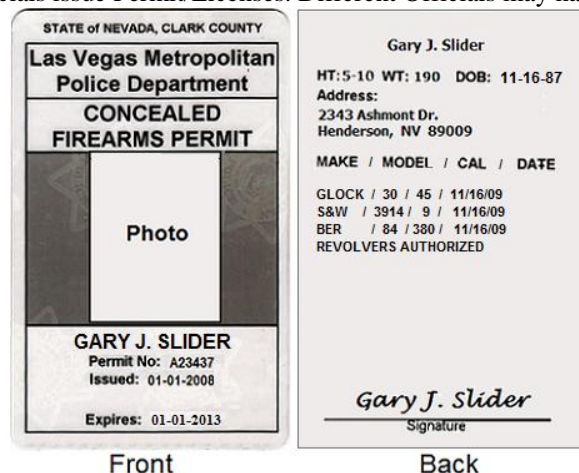 STATE of NEVADA, CLARK COUNTY
Las Vegas Metropolitan
Police Department
CONCEALED
FIREARMS PERMIT
Photo
GARY J. SLIDER
Permit No: A23437
Issued: 01-01-2008
Expires: 01-01-2013
Front
Gary J. Slider
HT:5-10 WT: 190 DOB: 11-16-87
Address:
2343 Ashmont Dr.
Henderson, NV 89009
MAKE / MODEL / CAL / DATE
GLOCK / 30 / 45 / 11/16/09
S&W / 3914 / 9 / 11/16/09
BER / 84 / 380 / 11/16/09
REVOLVERS AUTHORIZED
Gary J. Slider
Signature
Back